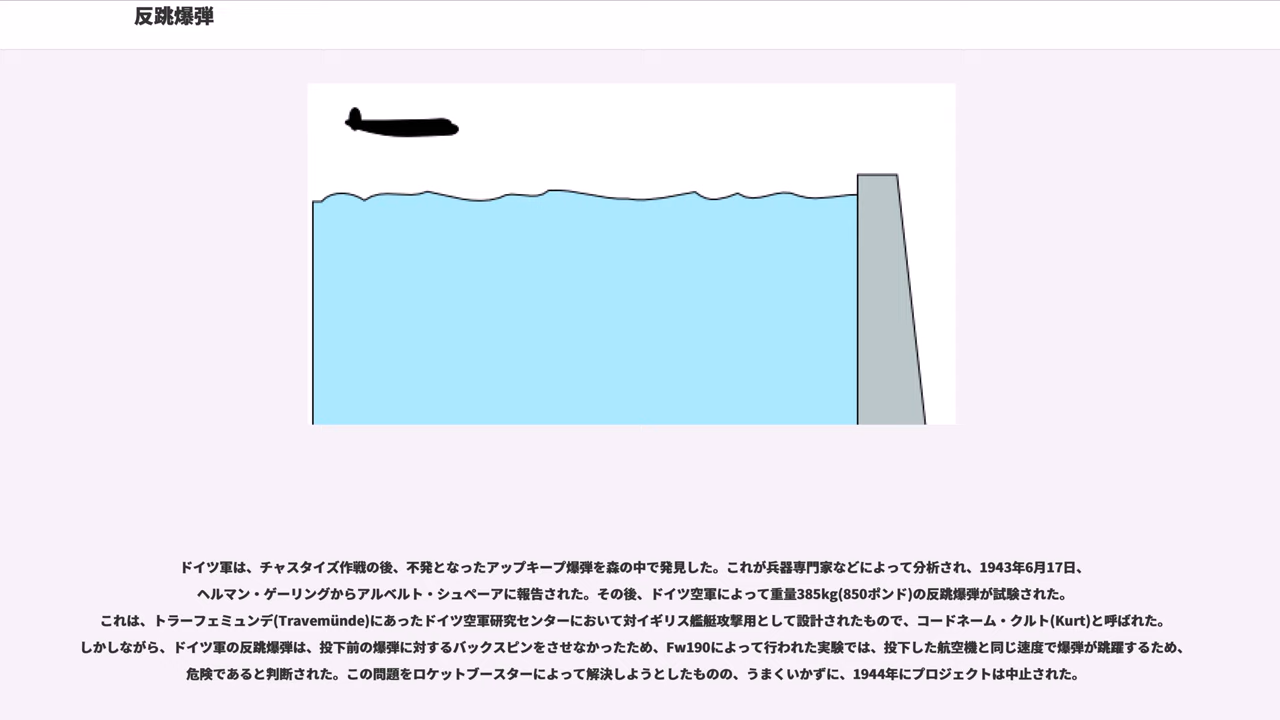 反跳爆弾
ドイツ軍は、チャスタイズ作戦の後、不発となったアップキープ爆弾を森の中で発見した。これが兵器専門家などによって分析され、1943年6月17日、
ヘルマン・ゲーリングからアルベルト・シュペーアに報告された。その後、ドイツ空軍によって重量385kg(850ポンド)の反跳爆弾が試験された。
これは、トラーフェミュンデ(Travemünde)にあったドイツ空軍研究センターにおいて対イギリス艦艇攻撃用として設計されたもので、コードネーム・クルト(Kurt)と呼ばれた。
しかしながら、ドイツ軍の反跳爆弾は、投下前の爆弾に対するバックスピンをさせなかったため、Fw190によって行われた実験では、投下した航空機と同じ速度で爆弾が跳躍するため、
危険であると判断された。この問題をロケットブースターによって解決しようとしたものの、うまくいかずに、1944年にプロジェクトは中止された。